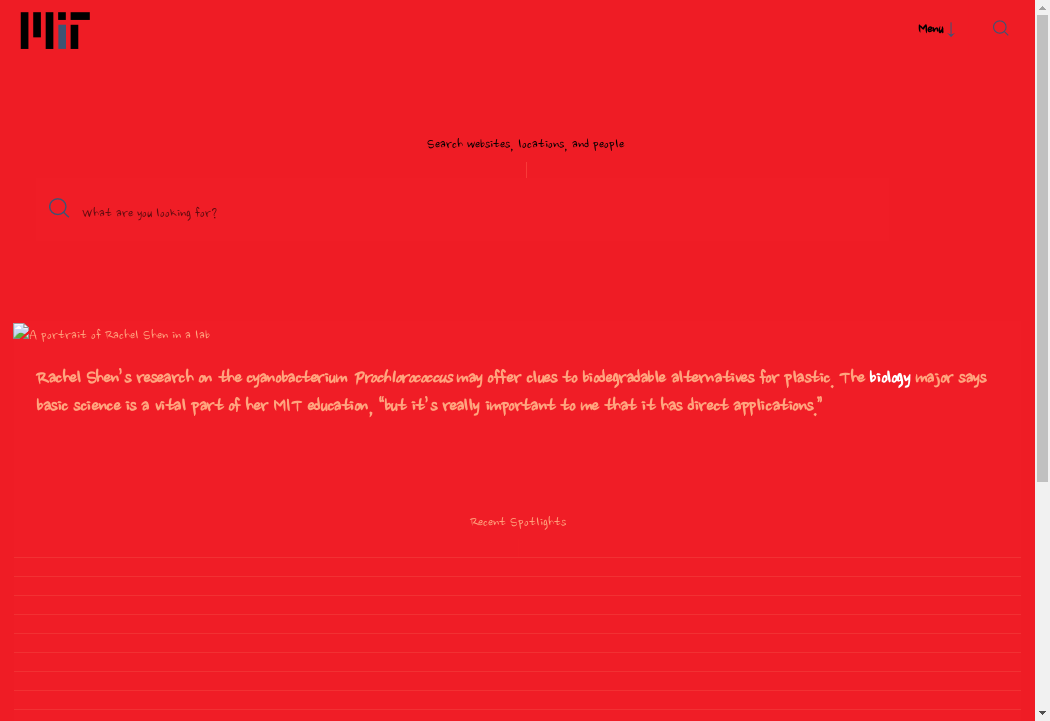 MIT
Menu
Search websites, locations, and people
What are you looking for?
A portrait of Rachel Shen in a lab
Rachel Shen's research on the cyanobacterium Prochlorococcus may offer clues to biodegradable alternatives for plastic. The biology major says
basic science is a vital part of her MIT education, "but it's really important to me that it has direct applications."
Recent Spotlights